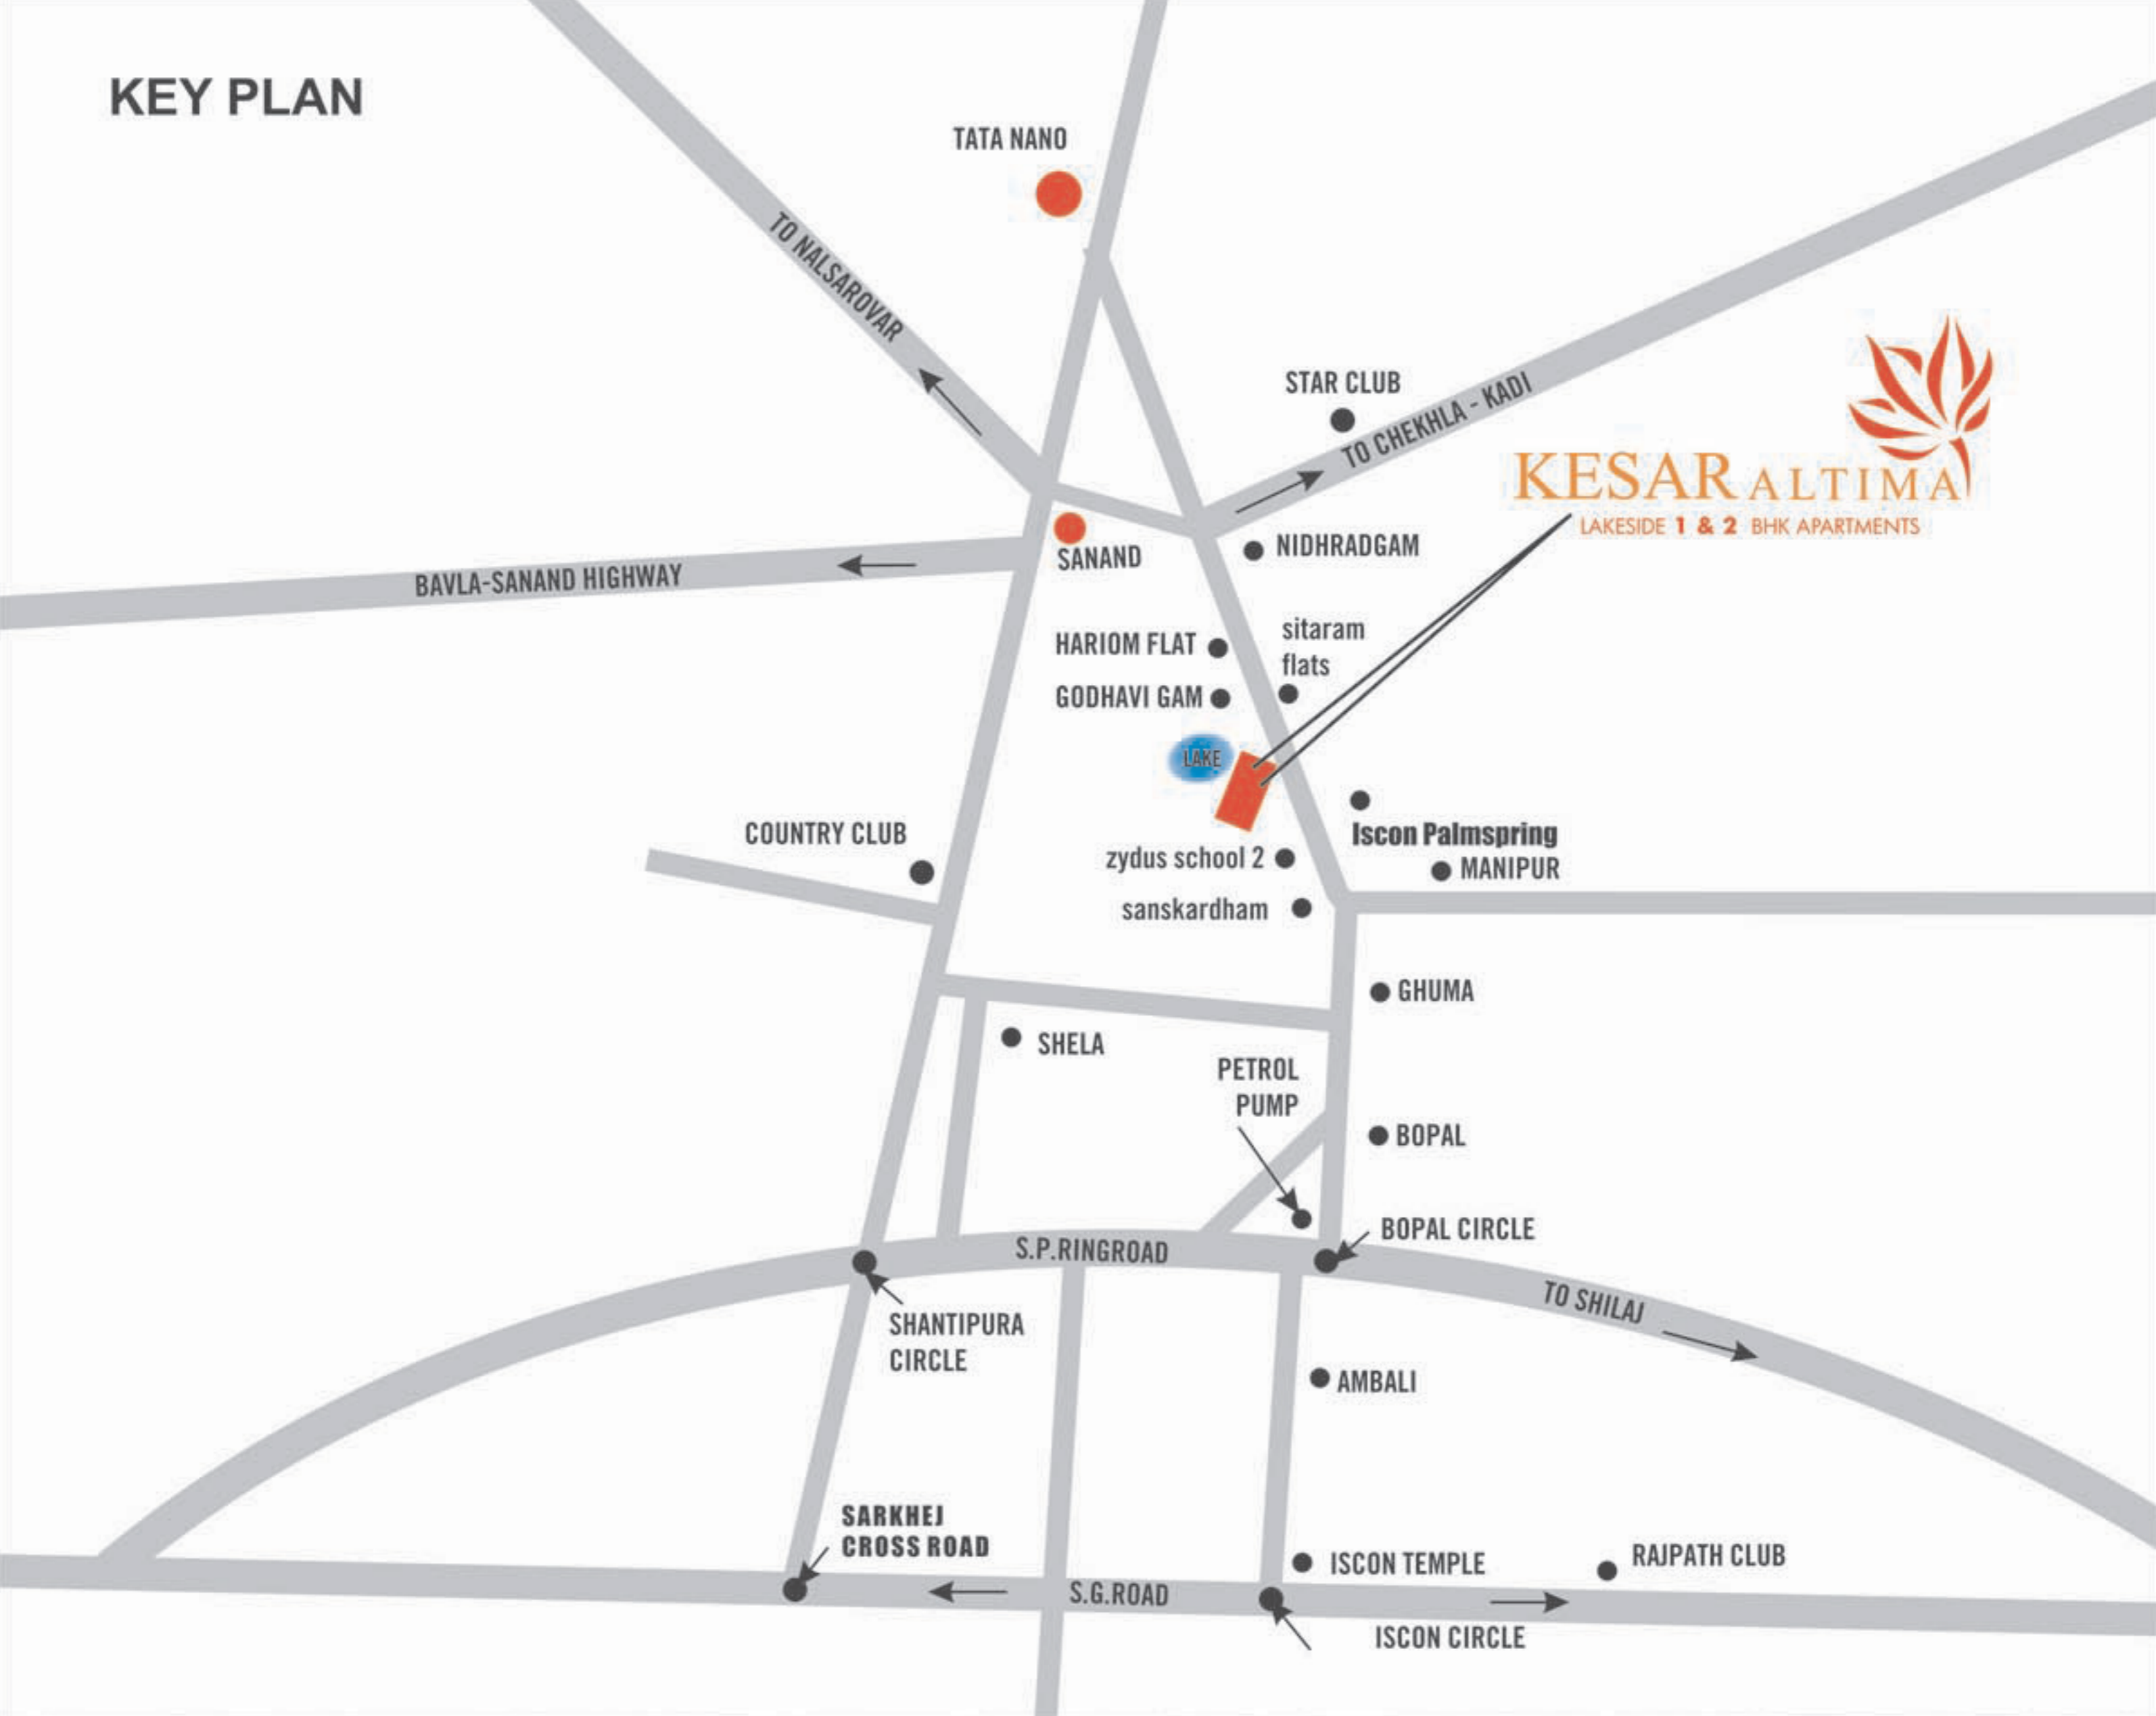 KEY PLAN
TATA NANO
TO NALSAROVAR
STAR CLUB
TO CHEKHLA - KADI
KESAR ALTIMA
LAKESIDE 1 & 2 BHK APARTMENTS
NIDHRADGAM
SANAND
BAVLA-SANAND HIGHWAY
HARIOM FLAT
sitaram
flats
GODHAVI GAM
LAKE
COUNTRY CLUB
Iscon Palmspring
zydus school 2
MANIPUR
sanskardham
GHUMA
SHELA
PETROL
PUMP
BOPAL
BOPAL CIRCLE
S.P.RINGROAD
TO SHILAJ
SHANTIPURA
CIRCLE
AMBALI
SARKHEJ
CROSS ROAD
ISCON TEMPLE
RAJPATH CLUB
S.G.ROAD
ISCON CIRCLE